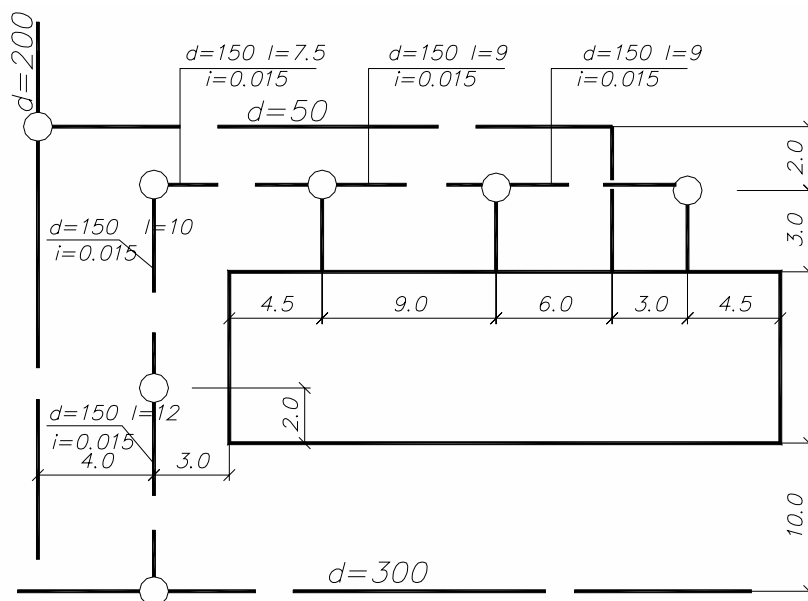 d=200
d=150 l=7.5
i=0.015
d=150 l=9
i=0.015
d=150 l=9
i=0.015
d=50
2.0
3.0
d=150 l=10
i=0.015
4.5
9.0
6.0
3.0
4.5
2.0
d=150 l=12
i=0.015
4.0
3.0
10.0
d=300